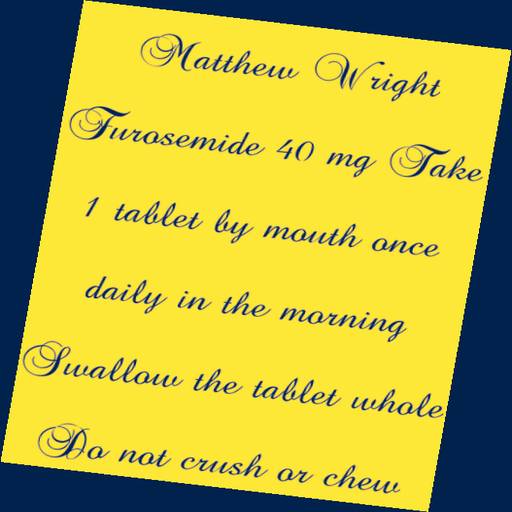 Matthew Wright
Furosemide 40 mg Take
1 tablet by mouth once
daily in the morning
Swallow the tablet whole
Do not crush or chew